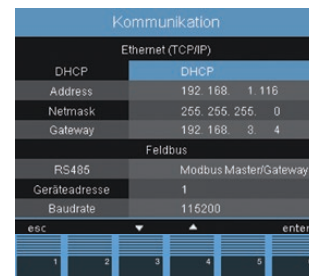 Kommunikation
Ethernet (TCP/IP)
DHCP DHCP
Address 192. 168. 1. 116
Netmask 255. 255. 255. 0
Gateway 192. 168. 3. 4
Feldbus
RS485 Modbus Master/Gateway
Geräteadresse 1
Baudrate 115200
esc ▼ ▲ enter
1 2 3 4 5